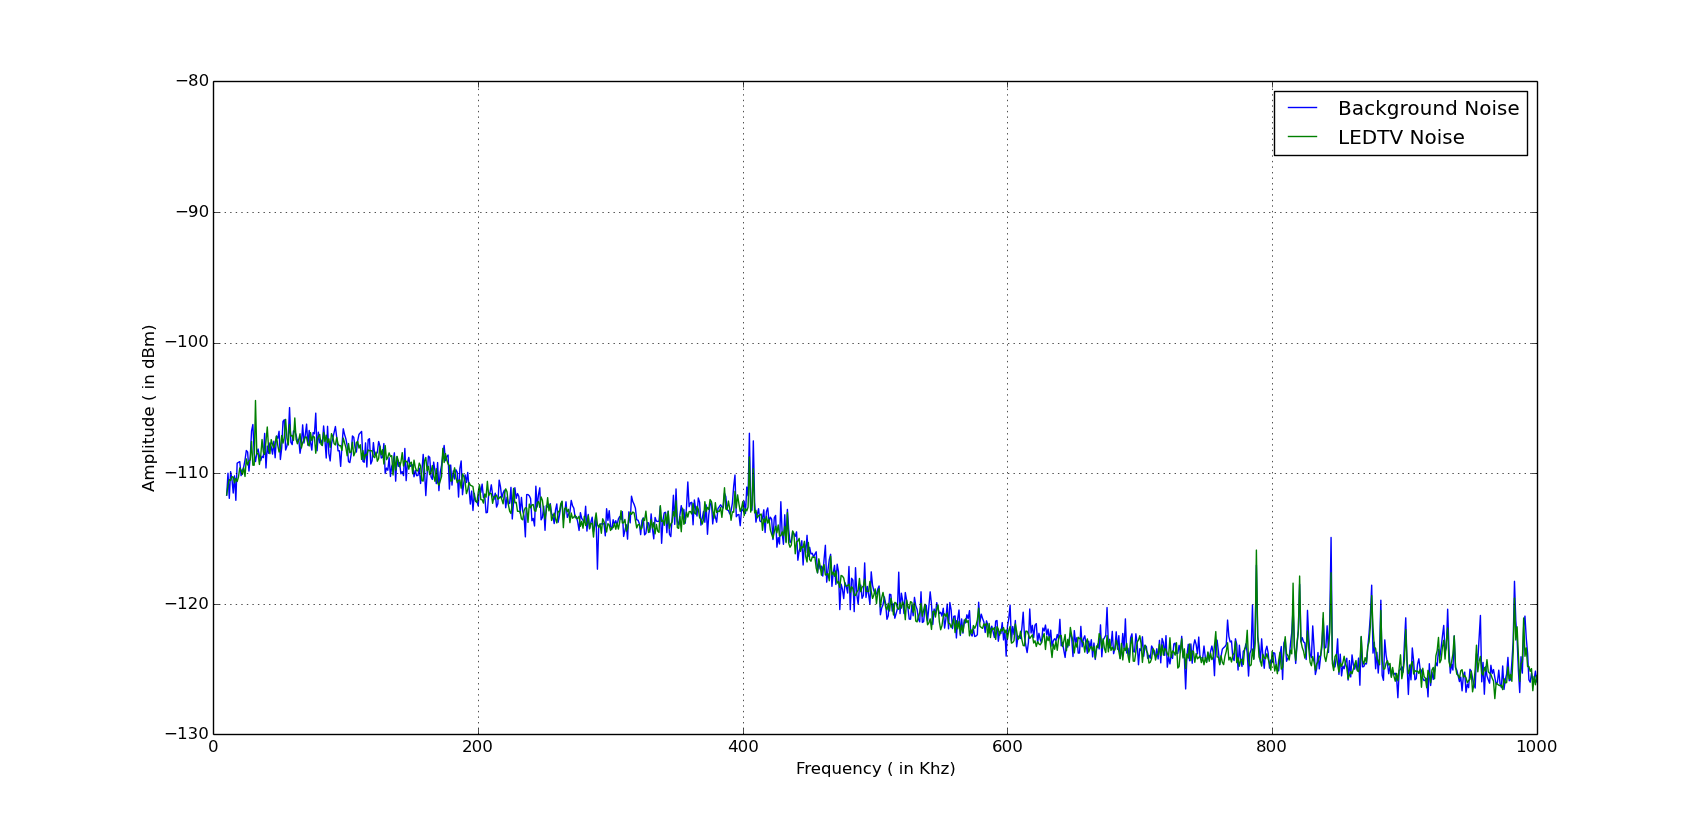 −80
−90
−100
−110
−120
−130
Amplitude ( in dBm)
Background Noise
LEDTV Noise
0 200 400 600 800 1000
Frequency ( in Khz)